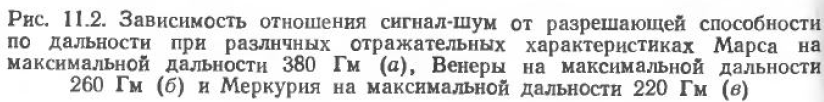 Рис. 11.2. Зависимость отношения сигнал-шум от разрешающей способности
по дальности при различных отражательных характеристиках Марса на
максимальной дальности 380 Гм (а), Венеры на максимальной дальности
260 Гм (б) и Меркурия на максимальной дальности 220 Гм (в)